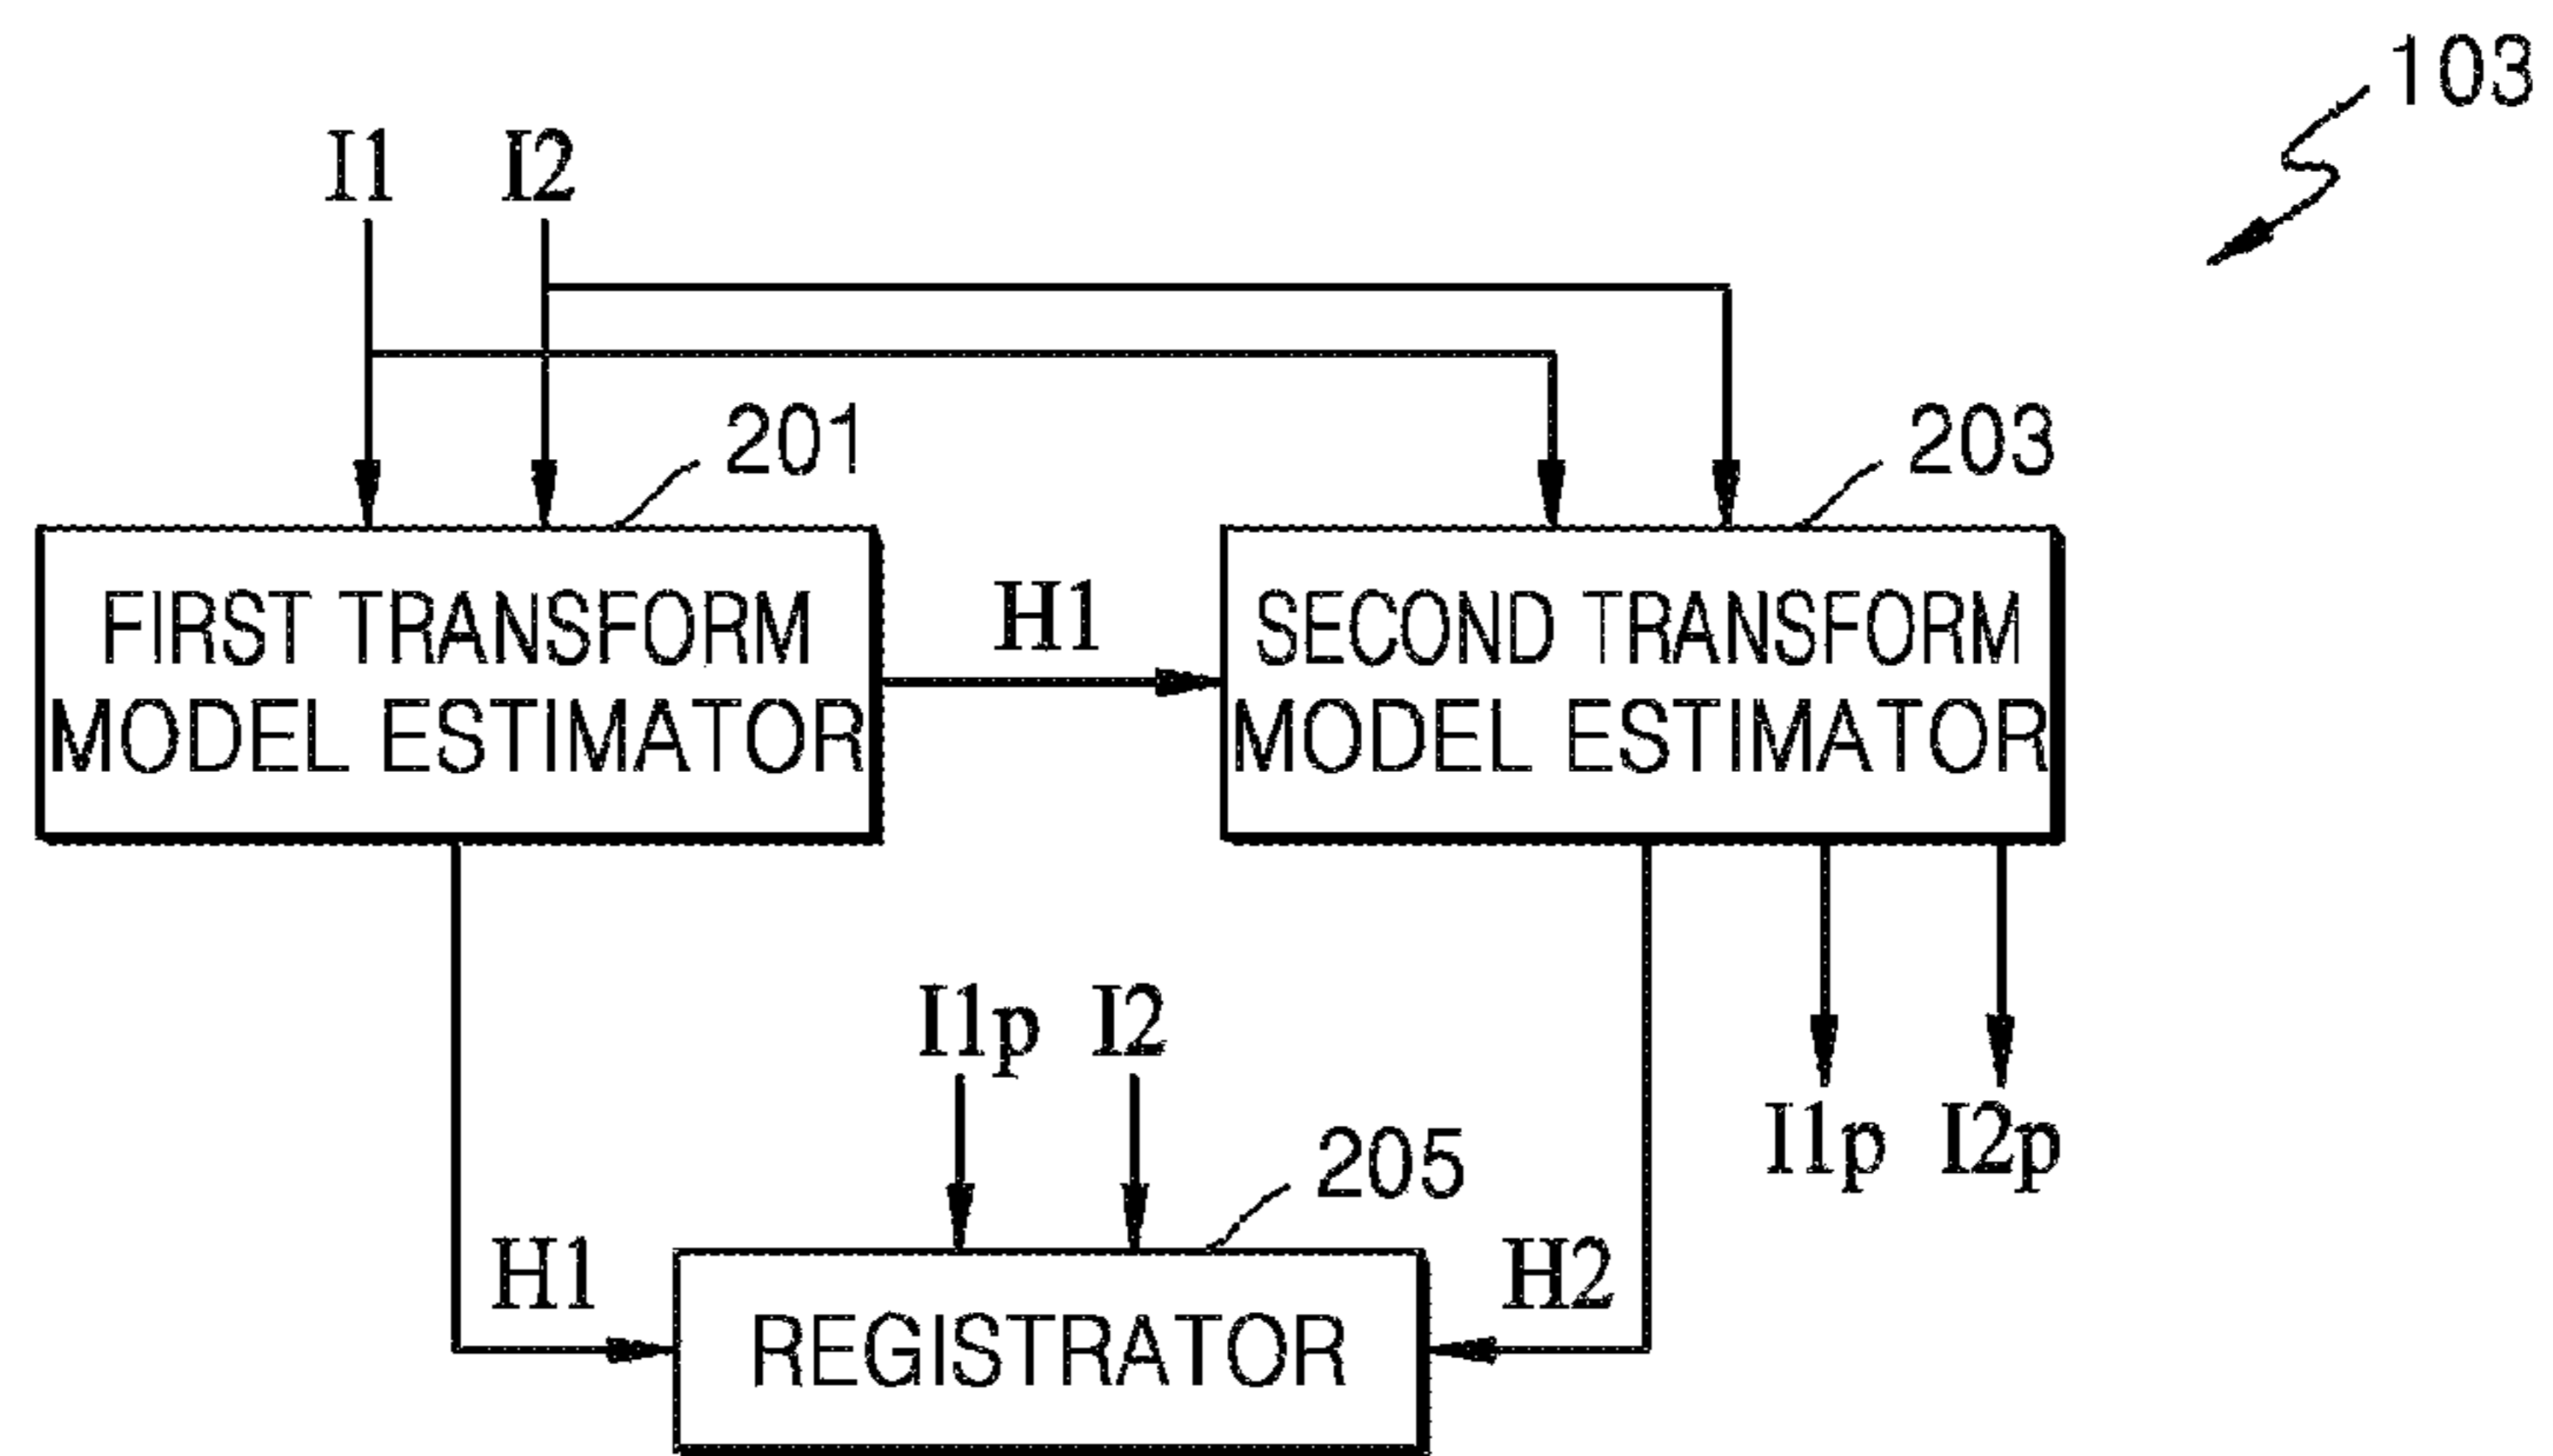 103
I1 I2
201
203
FIRST TRANSFORM
MODEL ESTIMATOR
H1
SECOND TRANSFORM
MODEL ESTIMATOR
I1p I2
I1p I2p
205
H1
H2
REGISTRATOR